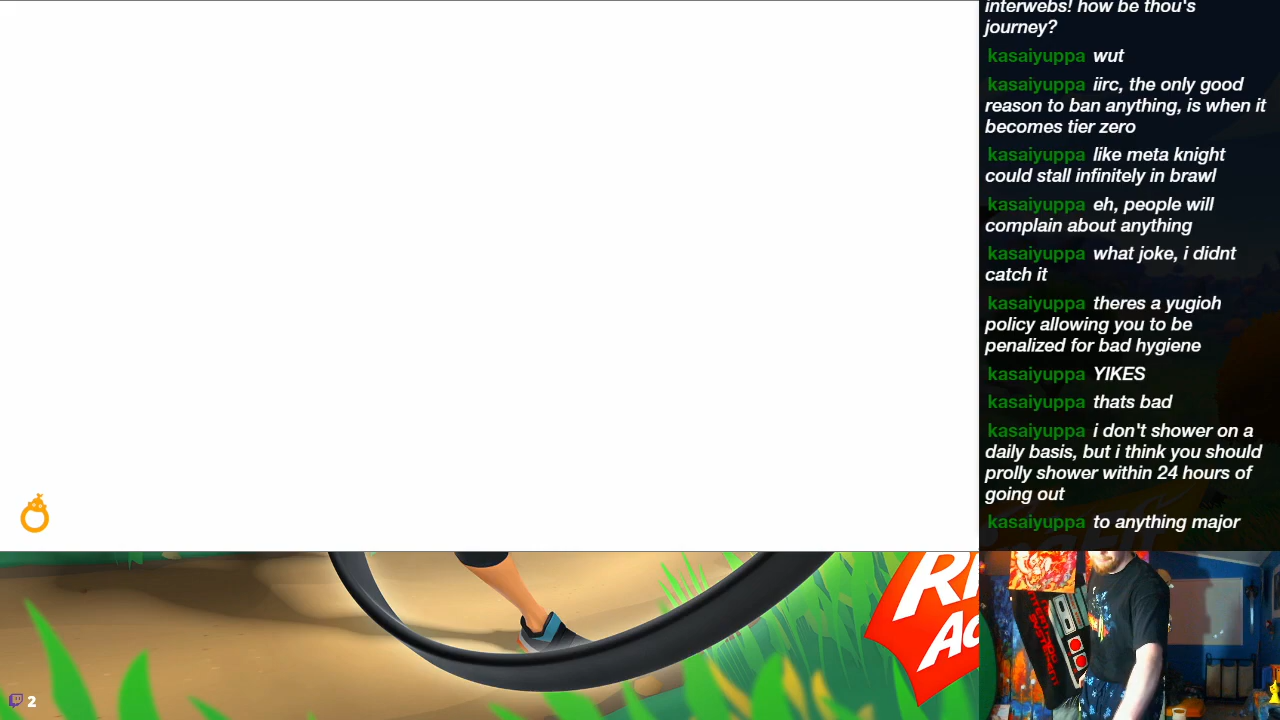 interwebs! how be thou's
journey?
kasaiyuppa wut
kasaiyuppa iirc, the only good
reason to ban anything, is when it
becomes tier zero
kasaiyuppa like meta knight
could stall infinitely in brawl
kasaiyuppa eh, people will
complain about anything
kasaiyuppa what joke, i didnt
catch it
kasaiyuppa theres a yugioh
policy allowing you to be
penalized for bad hygiene
kasaiyuppa YIKES
kasaiyuppa thats bad
kasaiyuppa i don't shower on a
daily basis, but i think you should
prolly shower within 24 hours of
going out
kasaiyuppa to anything major
2